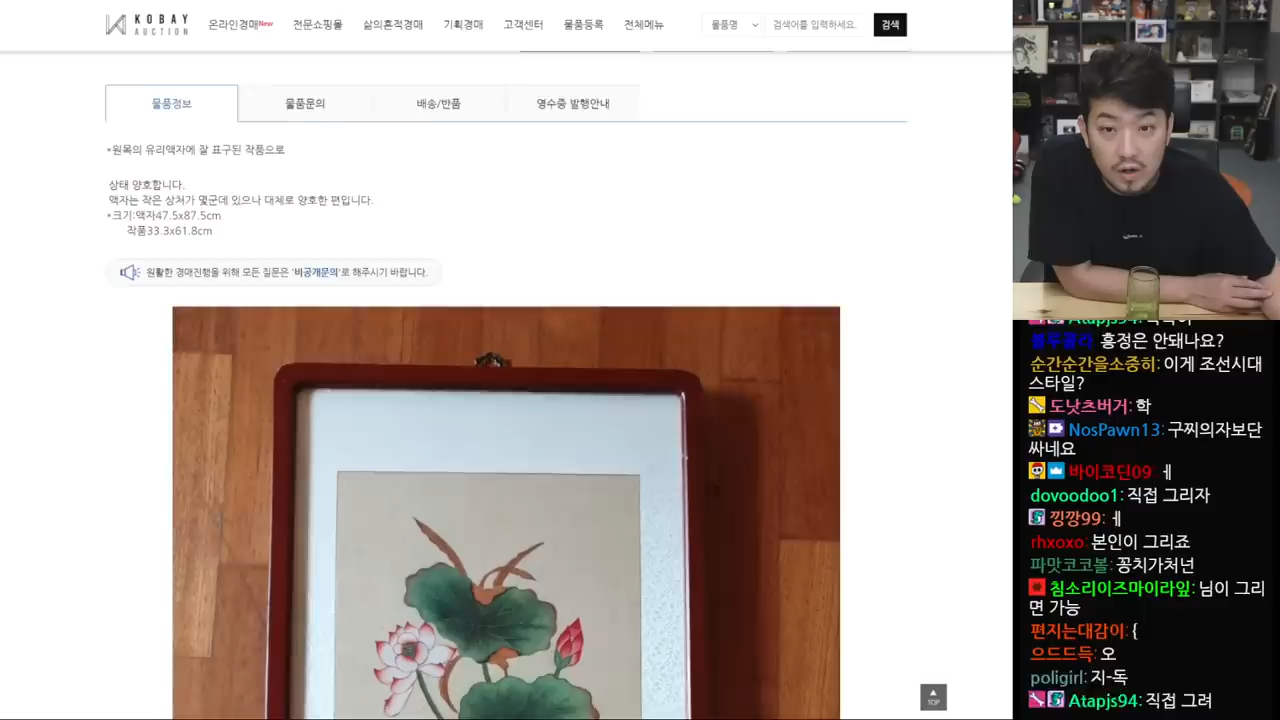 KOBAY
AUCTION
온라인경매New 전문쇼핑몰 삶의흔적경매 기획경매 고객센터 물품등록 전체메뉴
물품명 검색어를 입력하세요. 검색
물품정보 물품문의 배송/반품 영수증 발행안내
*원목의 유리액자에 잘 표구된 작품으로
상태 양호합니다.
액자는 작은 상처가 몇군데 있으나 대체로 양호한 편입니다.
*크기:액자47.5x87.5cm
작품33.3x61.8cm
원활한 경매진행을 위해 모든 질문은 '비공개문의'로 해주시기 바랍니다.
TOP
Atapjs94:
흥정은 안돼나요?
순간순간을소중히: 이게 조선시대
스타일?
도낫츠버거: 학
NosPawn13: 구찌의자보단
싸네요
바이코딘09: ㅔ
dovoodoo1: 직접 그리자
낑깡99: ㅔ
rhxoxo: 본인이 그리죠
파맛코코볼: 꽁치가처넌
침소리이즈마이라잎: 님이 그리
면 가능
편지는대감이: {
으드드득: 오
poligirl: 지-독
Atapjs94: 직접 그려